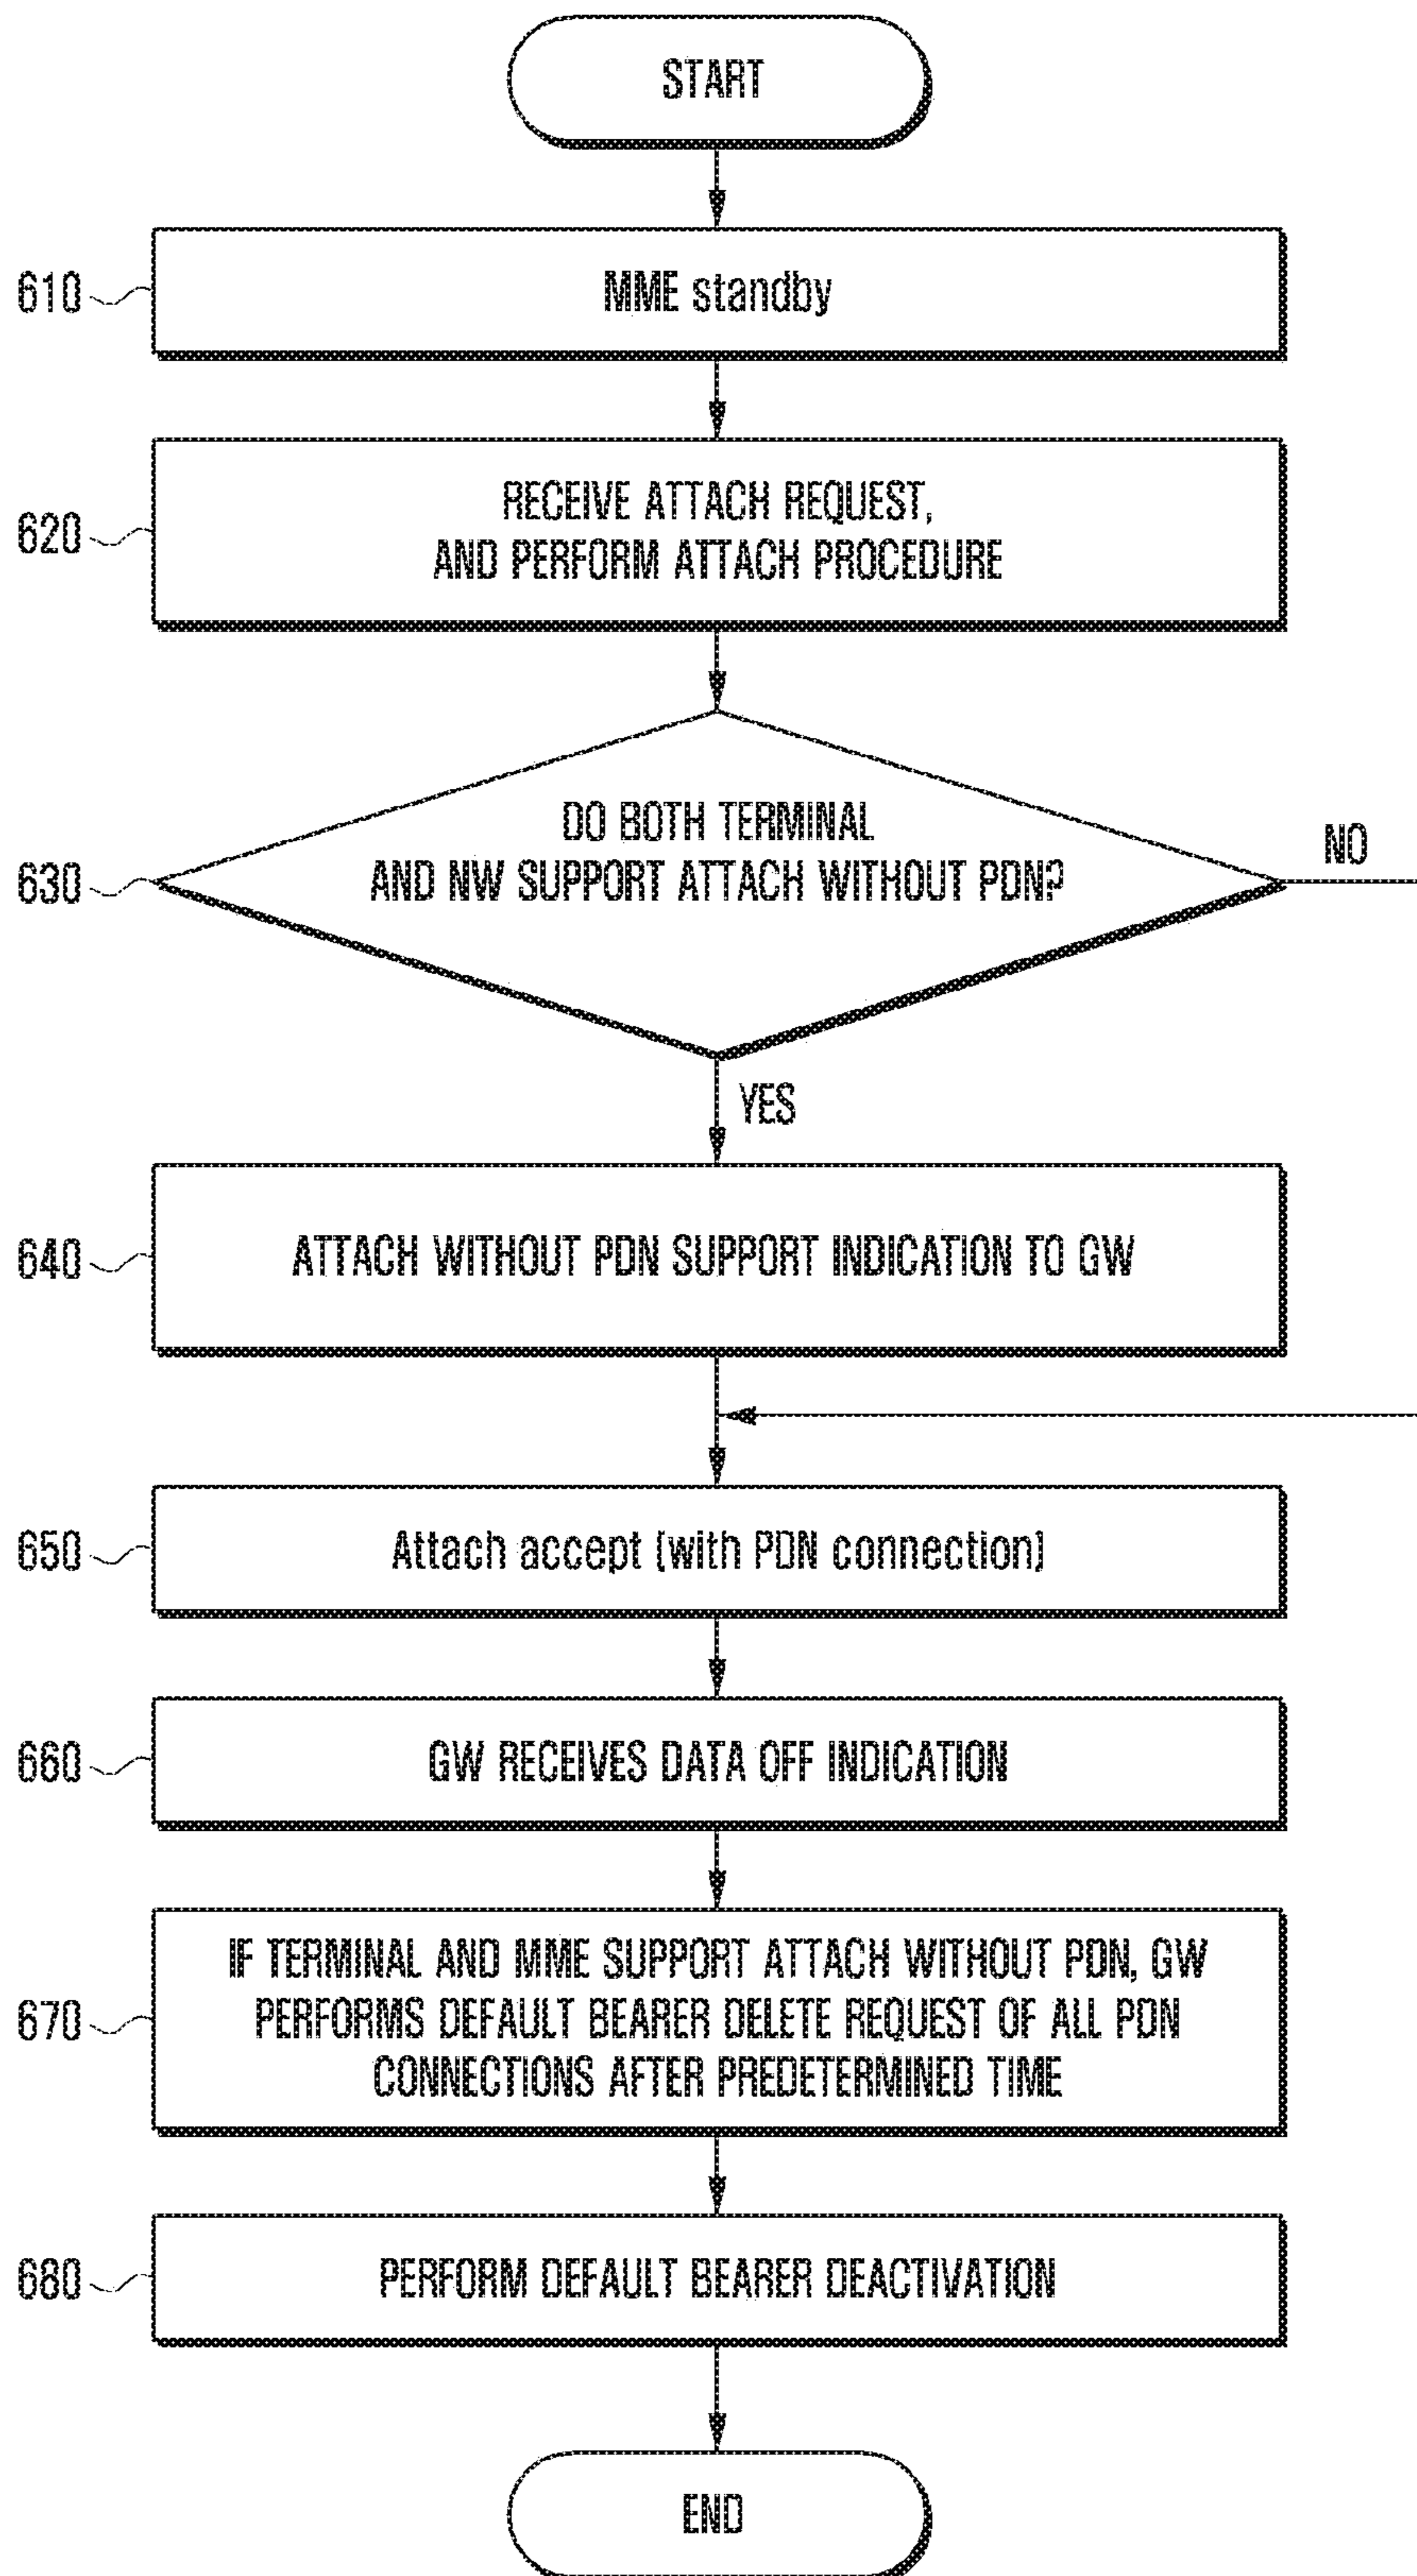 START
610
MME standby
620
RECEIVE ATTACH REQUEST,
AND PERFORM ATTACH PROCEDURE
630
DO BOTH TERMINAL
AND NW SUPPORT ATTACH WITHOUT PDN?
NO
YES
640
ATTACH WITHOUT PDN SUPPORT INDICATION TO GW
650
Attach accept (with PDN connection)
660
GW RECEIVES DATA OFF INDICATION
670
IF TERMINAL AND MME SUPPORT ATTACH WITHOUT PDN, GW
PERFORMS DEFAULT BEARER DELETE REQUEST OF ALL PDN
CONNECTIONS AFTER PREDETERMINED TIME
680
PERFORM DEFAULT BEARER DEACTIVATION
END